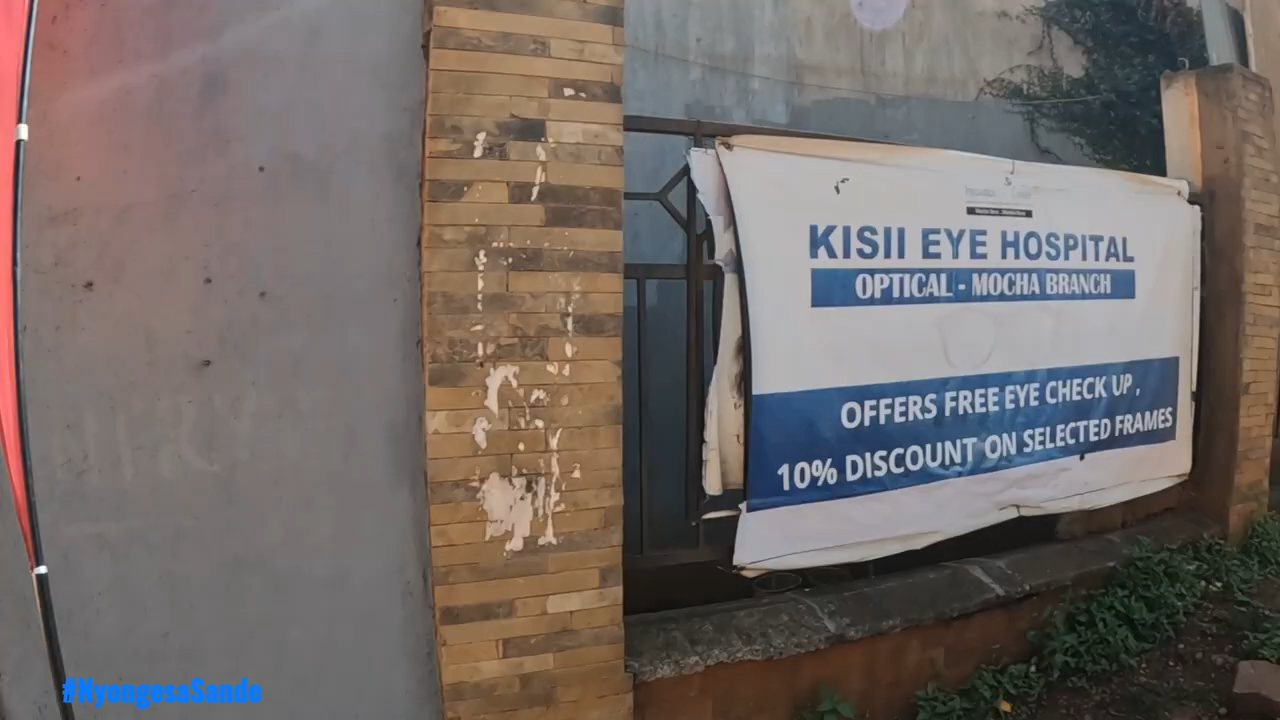 KISII EYE HOSPITAL
OPTICAL - MOCHA BRANCH
OFFERS FREE EYE CHECK UP ,
10% DISCOUNT ON SELECTED FRAMES
#NyongesaSande